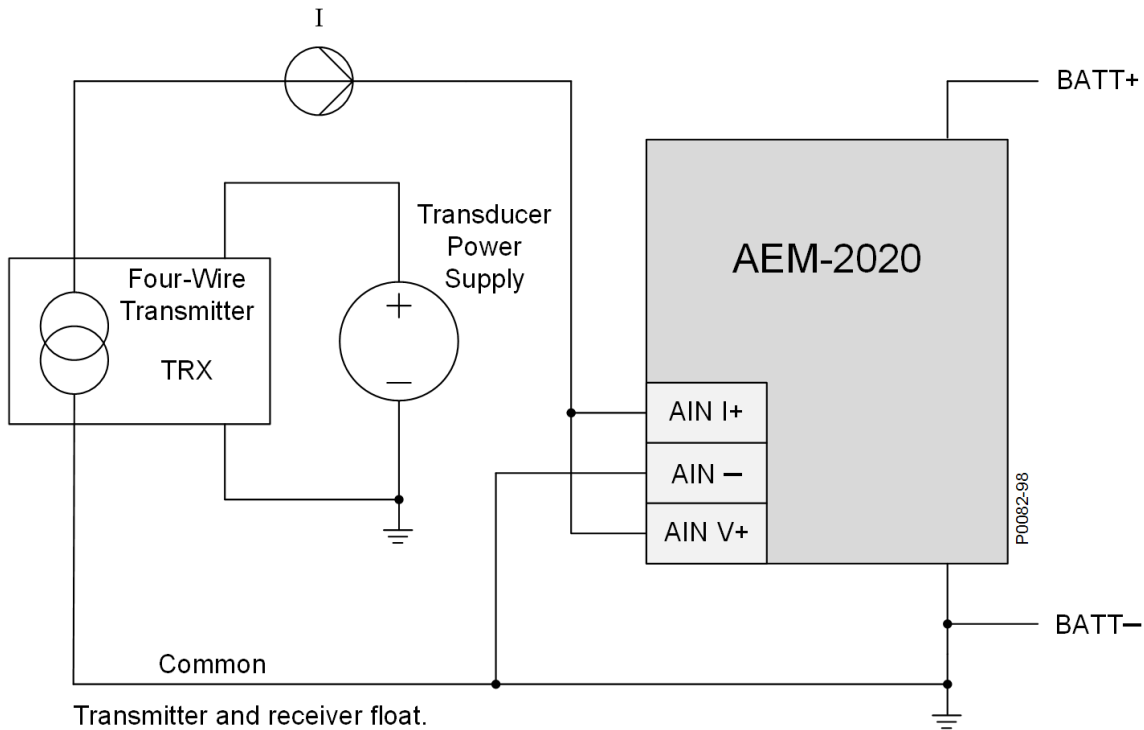 I
BATT+
Transducer
Power
Supply
Four-Wire
Transmitter
TRX
AEM-2020
+
−
AIN I+
AIN −
AIN V+
P0082-98
BATT−
Common
Transmitter and receiver float.